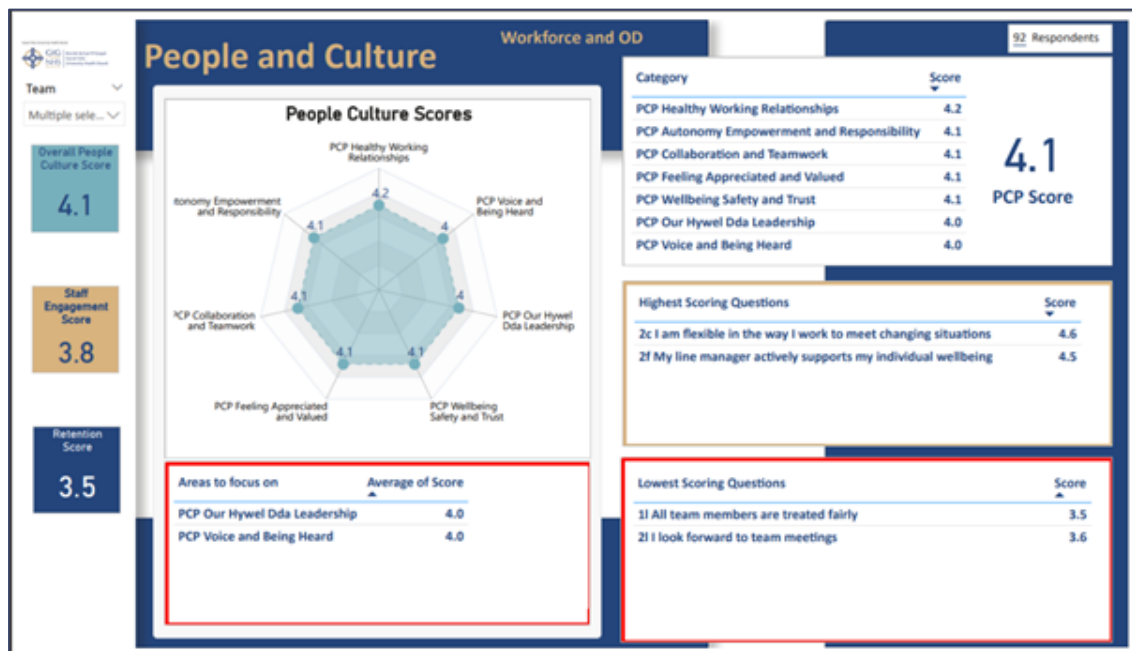 GIG
NHS
Team
Multiple sele...
Overall People
Culture Score
4.1
Staff
Engagement
Score
3.8
Retention
Score
3.5
People and Culture
Workforce and OD
92 Respondents
People Culture Scores
PCP Healthy Working
Relationships
4.2
PCP Voice and
Being Heard
4
PCP Our Hywel
Dda Leadership
4
PCP Wellbeing
Safety and Trust
4.1
PCP Feeling Appreciated
and Valued
4.1
PCP Collaboration
and Teamwork
4.1
tonomy Empowerment
and Responsibility
4.1
Areas to focus on Average of Score
PCP Our Hywel Dda Leadership 4.0
PCP Voice and Being Heard 4.0
Category Score
PCP Healthy Working Relationships 4.2
PCP Autonomy Empowerment and Responsibility 4.1
PCP Collaboration and Teamwork 4.1
PCP Feeling Appreciated and Valued 4.1
PCP Wellbeing Safety and Trust 4.1
PCP Our Hywel Dda Leadership 4.0
PCP Voice and Being Heard 4.0
4.1
PCP Score
Highest Scoring Questions Score
2c I am flexible in the way I work to meet changing situations 4.6
2f My line manager actively supports my individual wellbeing 4.5
Lowest Scoring Questions Score
1l All team members are treated fairly 3.5
2l I look forward to team meetings 3.6